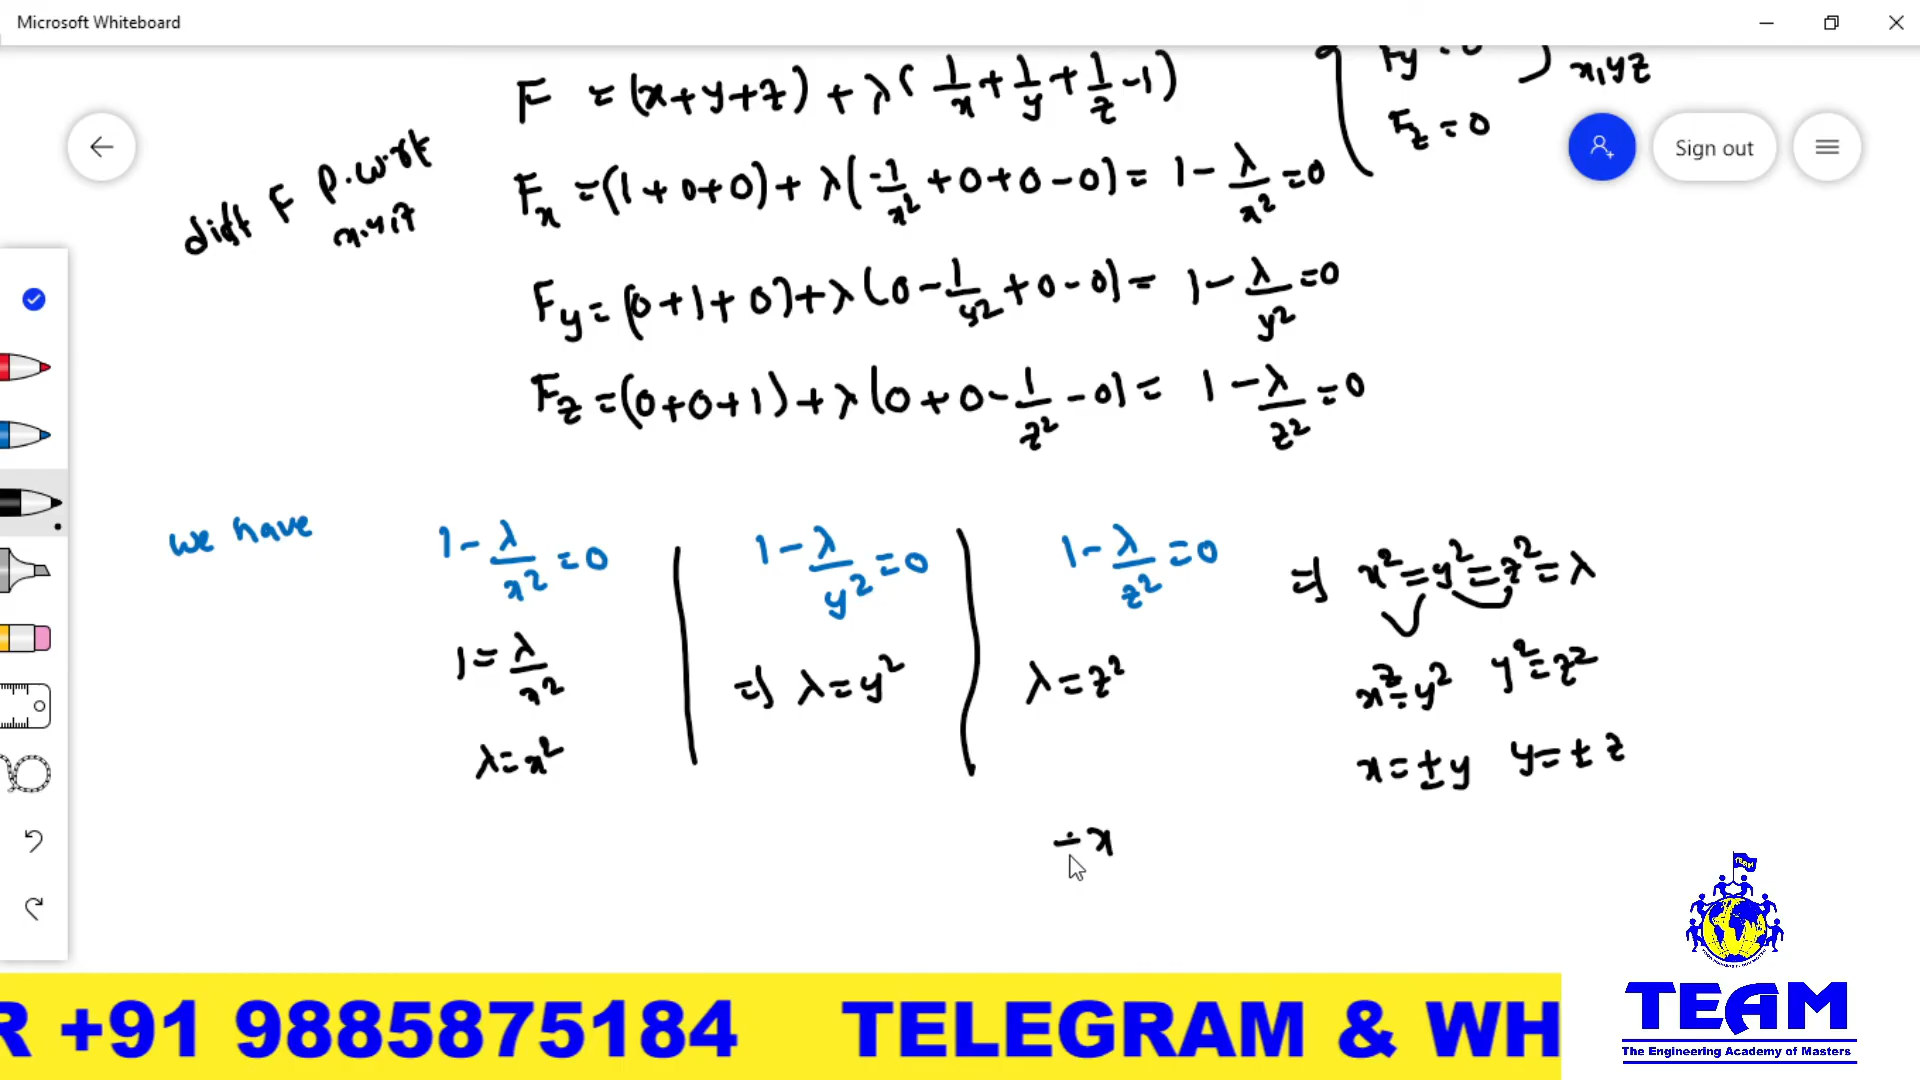 Microsoft Whiteboard
Fy = 0
x,y z
Fz = 0
Sign out
F = (x+y+z) + λ( 1/x + 1/y + 1/z - 1)
diff F p.w.rt
x,y,z
Fx = (1+0+0) + λ(-1/x² + 0+0-0) = 1 - λ/x² = 0
Fy = (0+1+0) + λ(0 - 1/y² + 0-0) = 1 - λ/y² = 0
Fz = (0+0+1) + λ(0+0 - 1/z² - 0) = 1 - λ/z² = 0
we have
1 - λ/x² = 0
1 = λ/x²
λ = x²
1 - λ/y² = 0
⇒ λ = y²
1 - λ/z² = 0
λ = z²
⇒ x² = y² = z² = λ
x² = y² y² = z²
x = ± y y = ± z
÷ x
R +91 9885875184 TELEGRAM & WH
TEAM
TEAM
The Engineering Academy of Masters